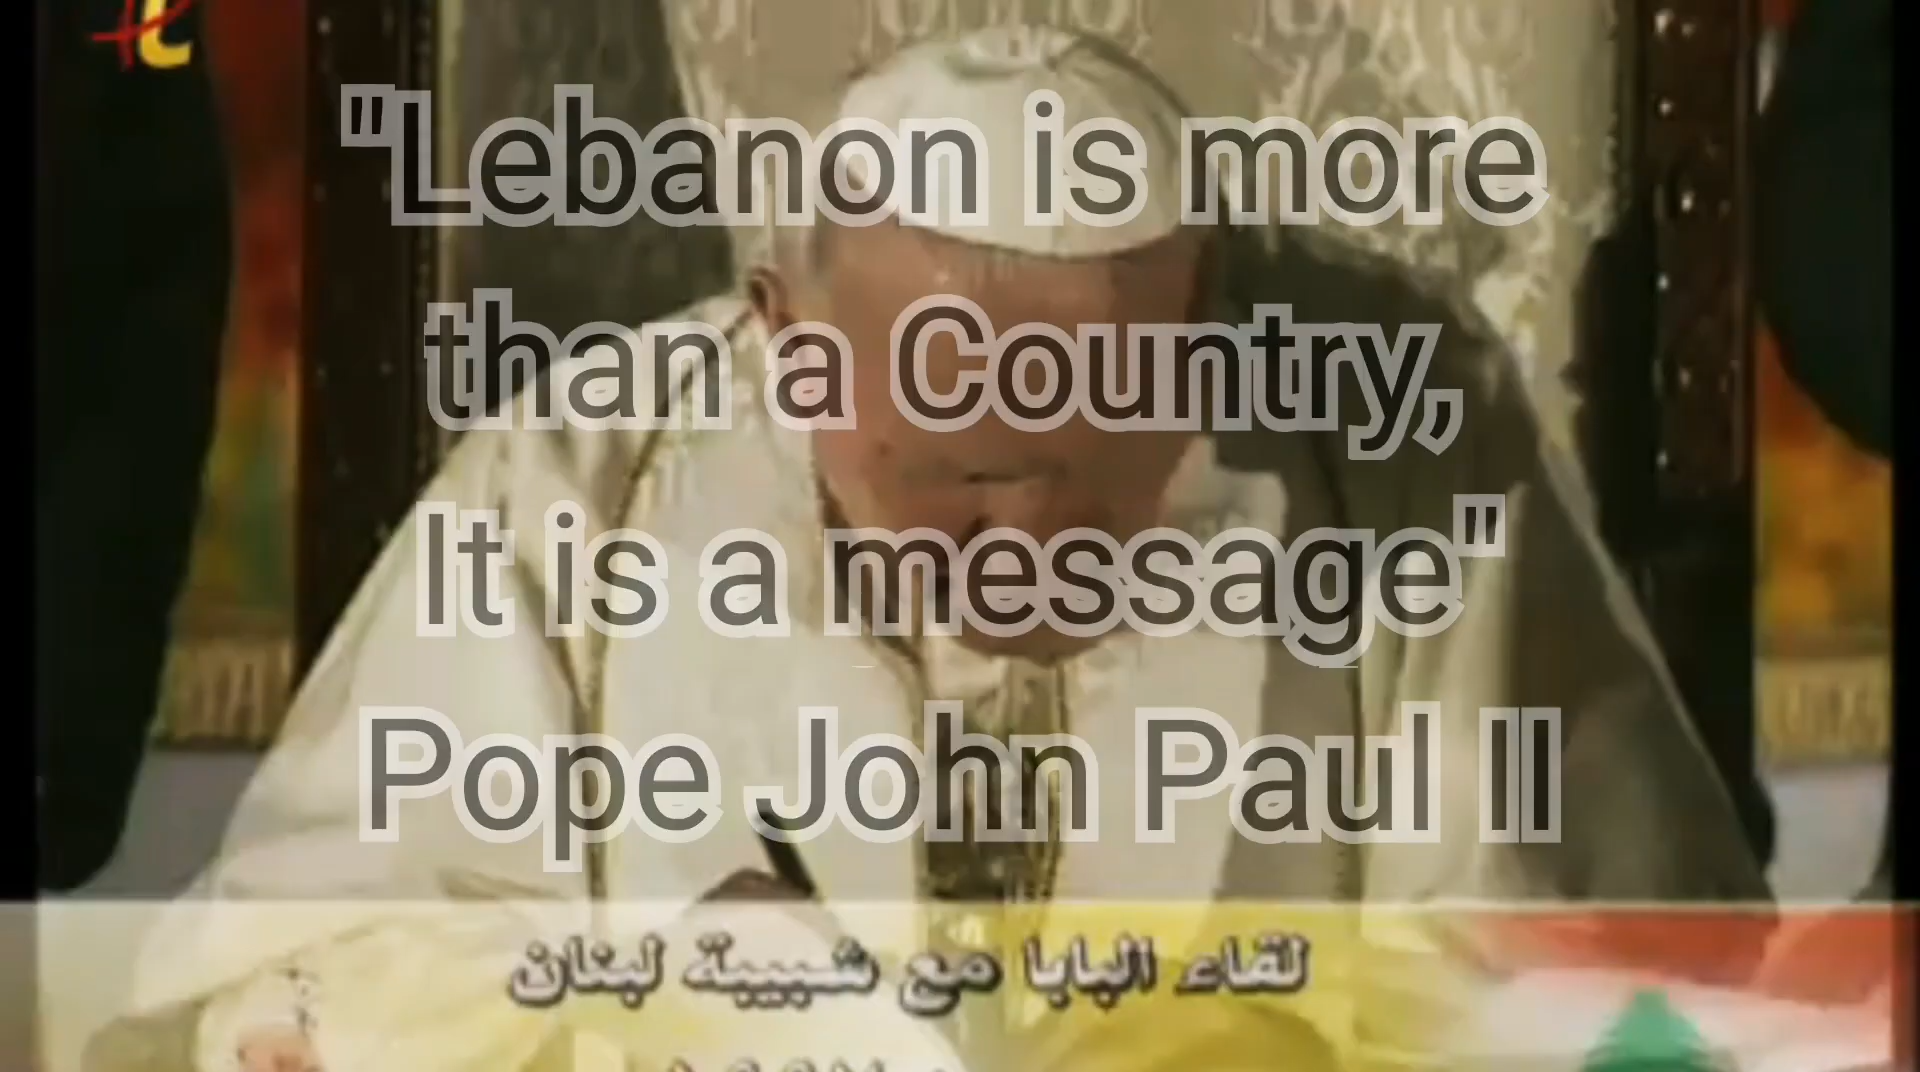 "Lebanon is more
than a Country,
It is a message"
Pope John Paul II
لقاء البابا مع شبيبة لبنان